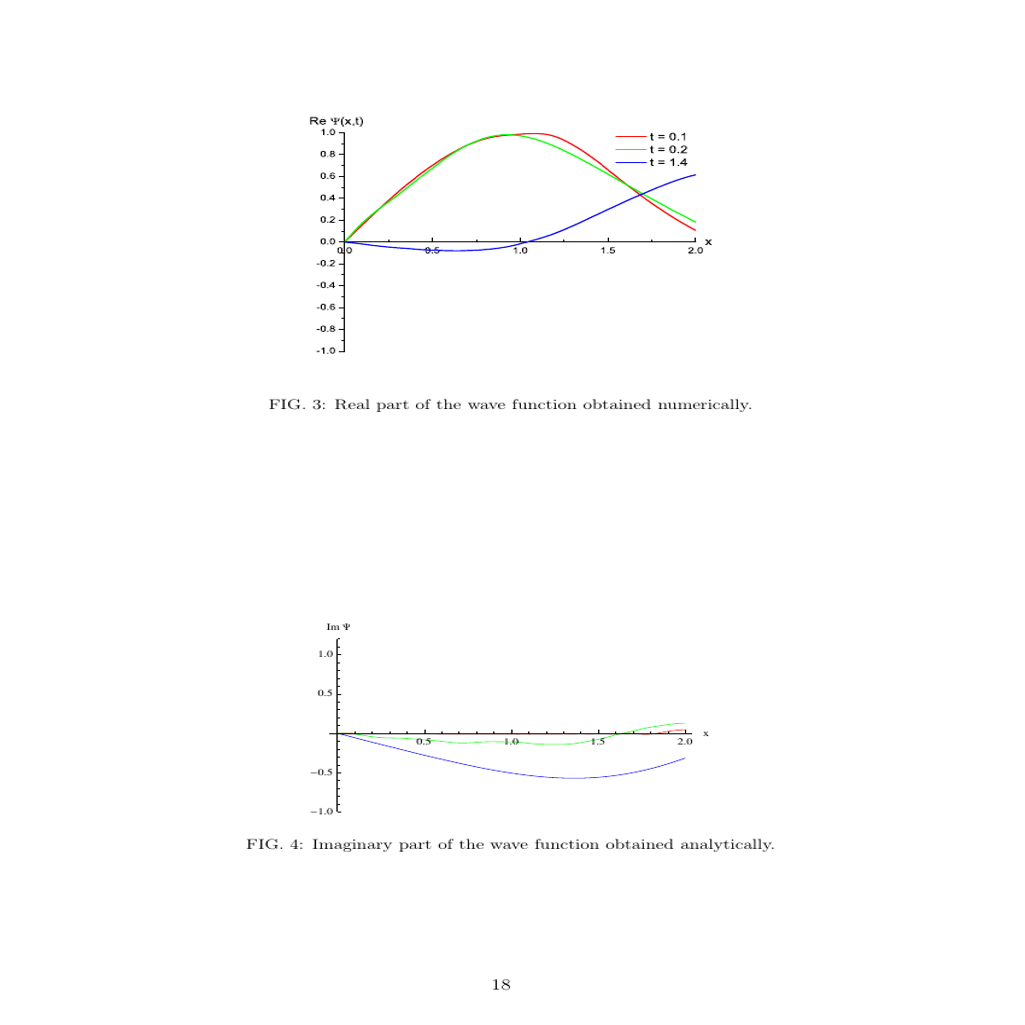 Re Ψ(x,t)
1.0
0.8
0.6
0.4
0.2
0.0
-0.2
-0.4
-0.6
-0.8
-1.0
0.0 0.5 1.0 1.5 2.0
x
t = 0.1
t = 0.2
t = 1.4
FIG. 3: Real part of the wave function obtained numerically.
Im Ψ
1.0
0.5
−0.5
−1.0
0.5 1.0 1.5 2.0
x
FIG. 4: Imaginary part of the wave function obtained analytically.
18